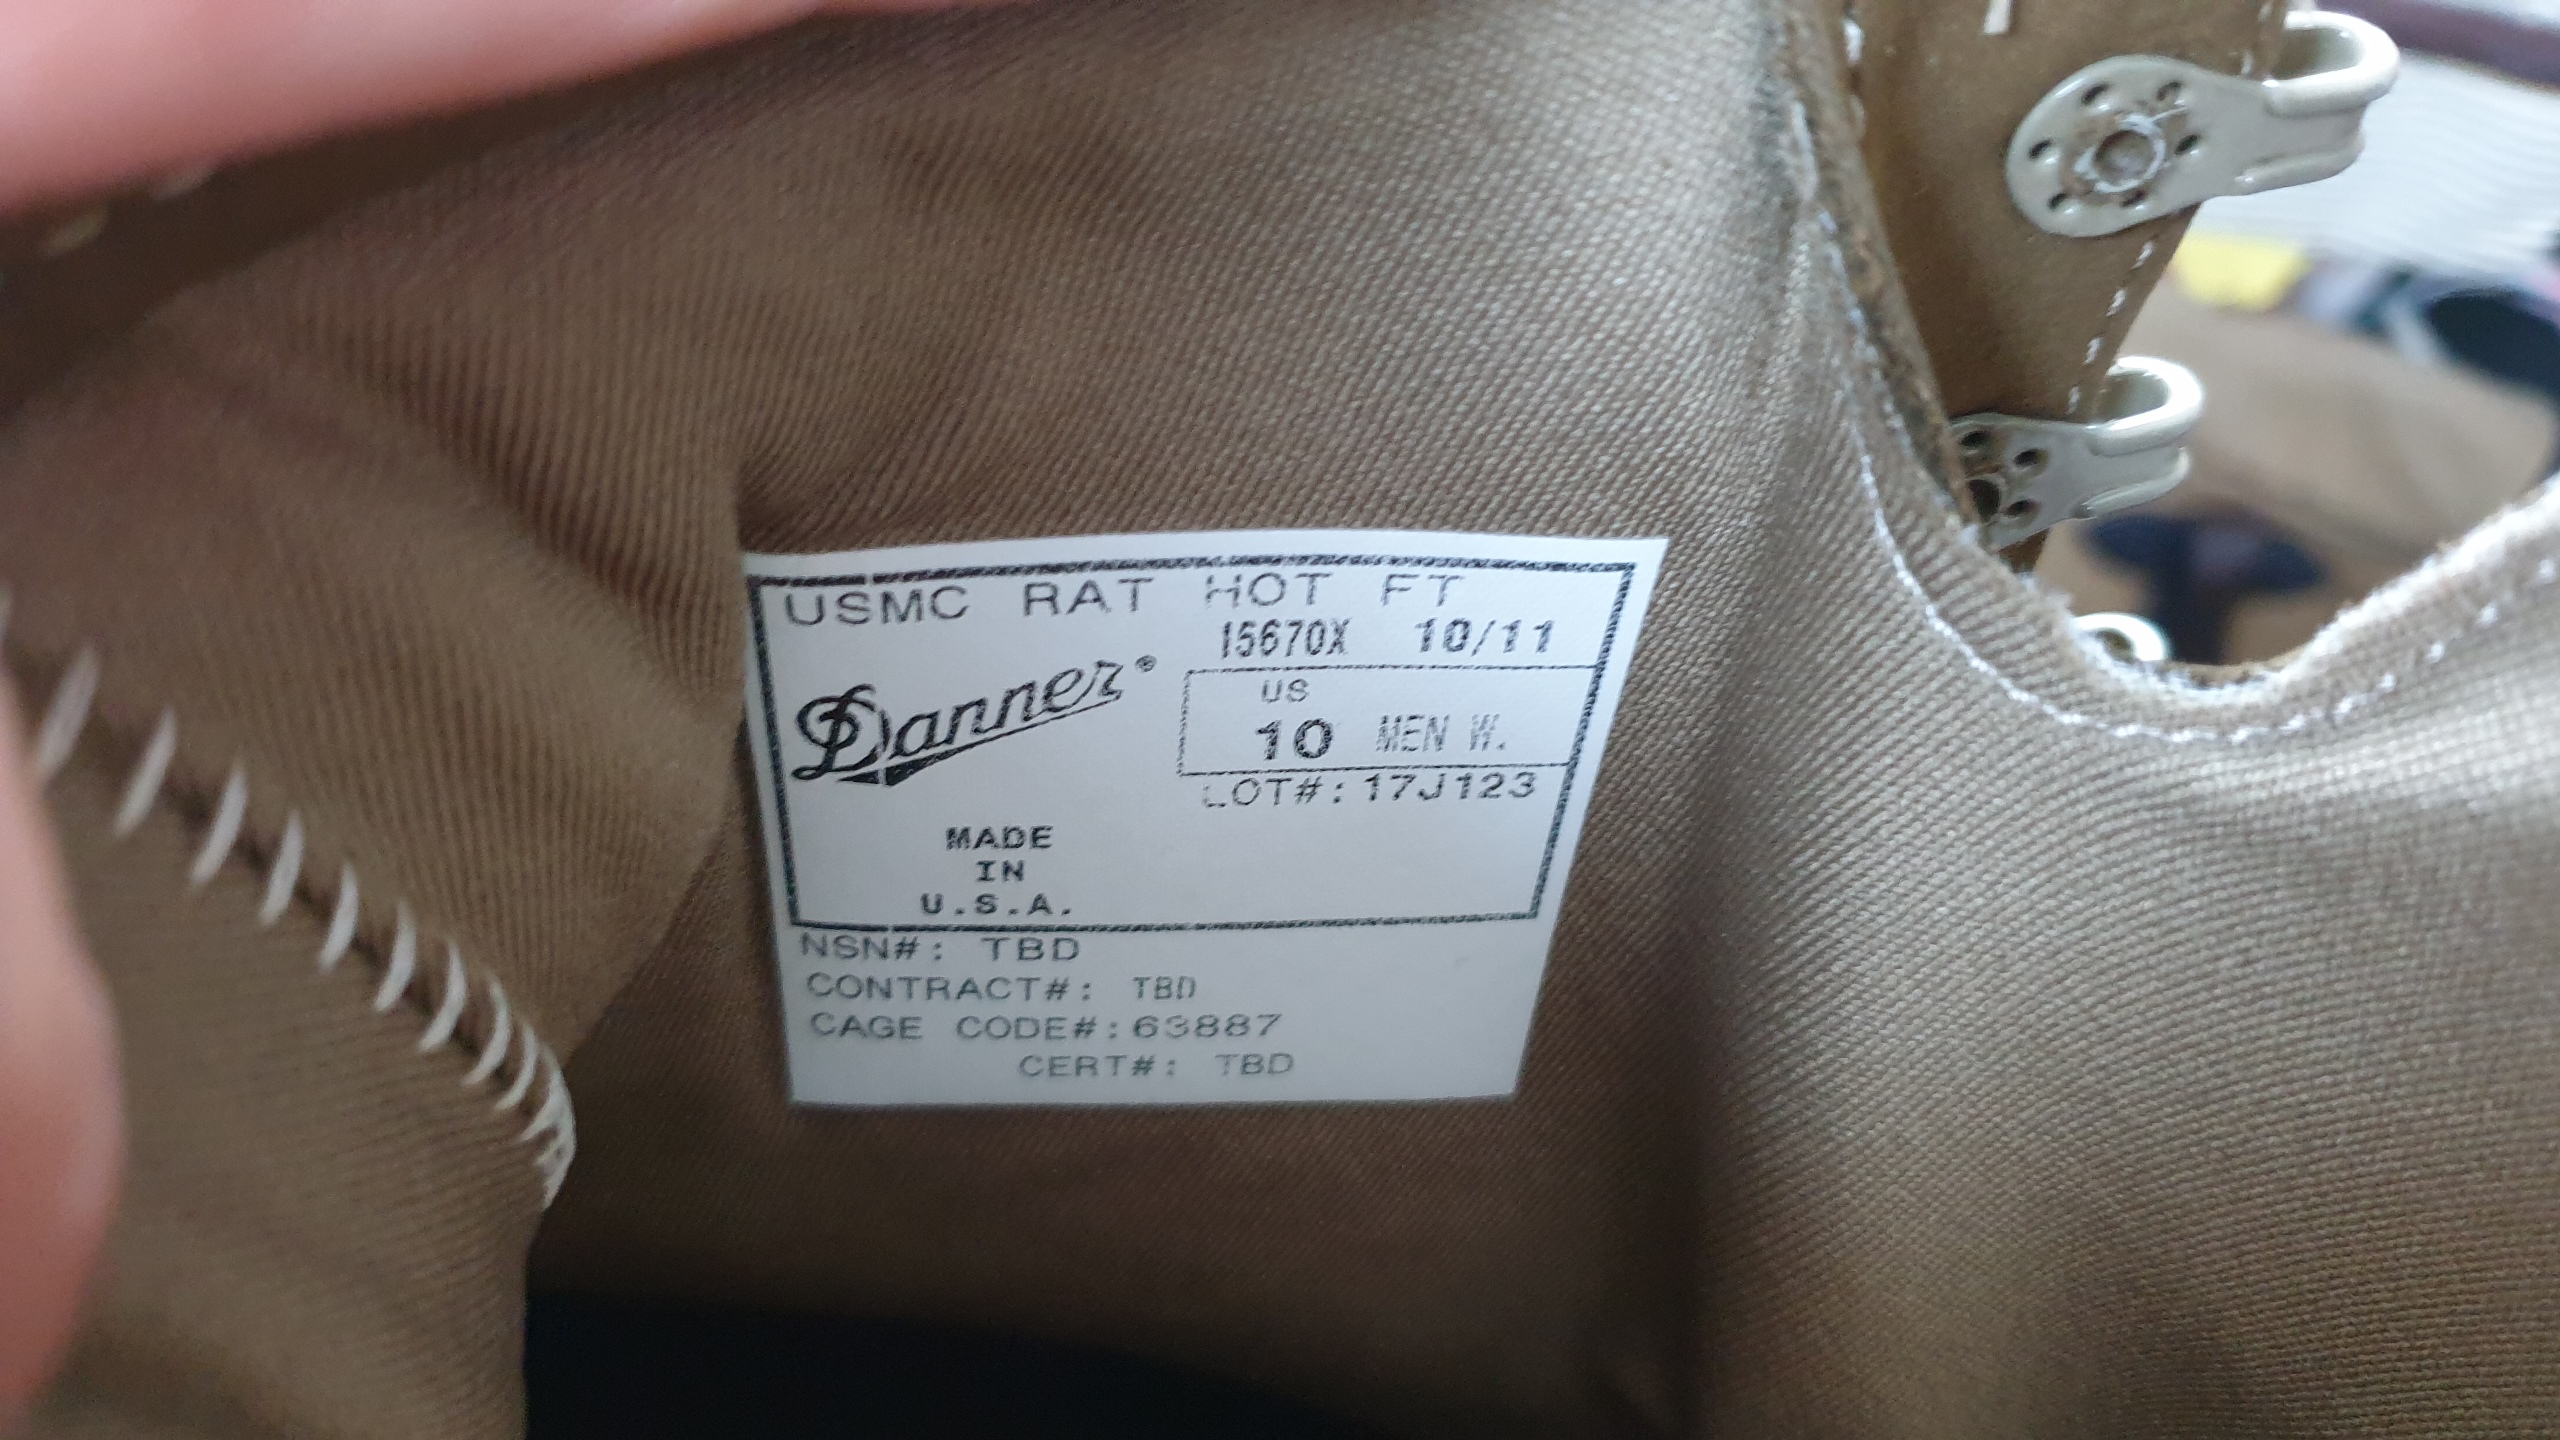 USMC RAT HOT FT
15670X 10/11
Danner®
US
10 MEN W.
LOT#: 17J123
MADE
IN
U.S.A.
NSN#: TBD
CONTRACT#: TBD
CAGE CODE#: 63887
CERT#: TBD